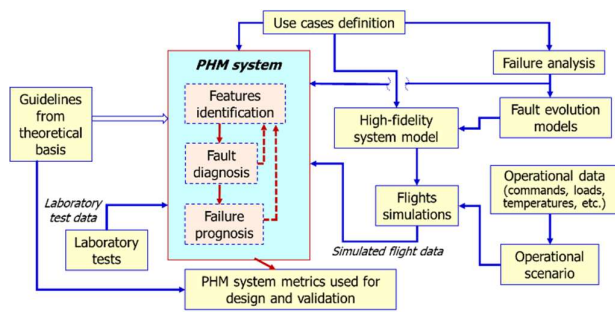 Use cases definition
PHM system
Failure analysis
Guidelines
from
theoretical
basis
Features
identification
High-fidelity
system model
Fault evolution
models
Fault
diagnosis
Operational data
(commands, loads,
temperatures, etc.)
Laboratory
test data
Failure
prognosis
Flights
simulations
Laboratory
tests
Simulated flight data
Operational
scenario
PHM system metrics used for
design and validation